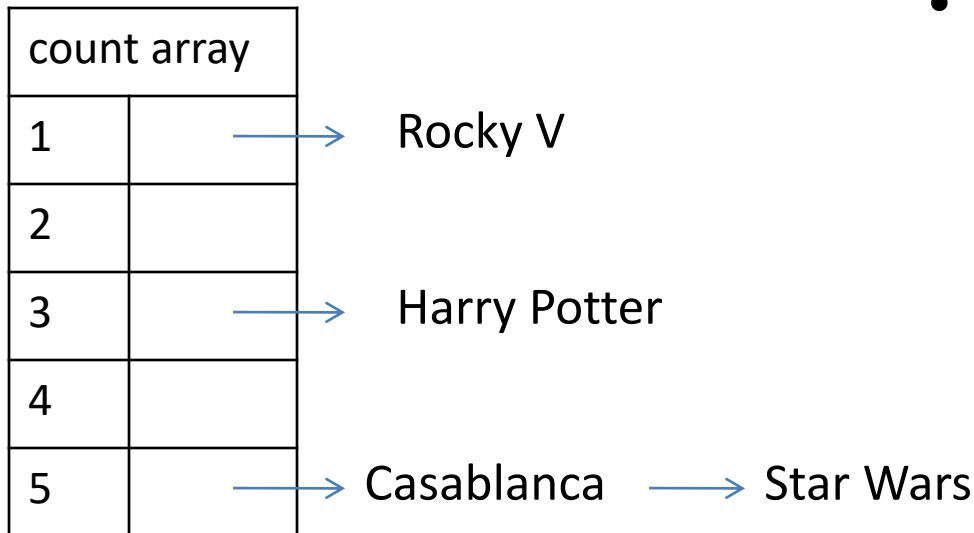 count array
1 Rocky V
2
3 Harry Potter
4
5 Casablanca Star Wars